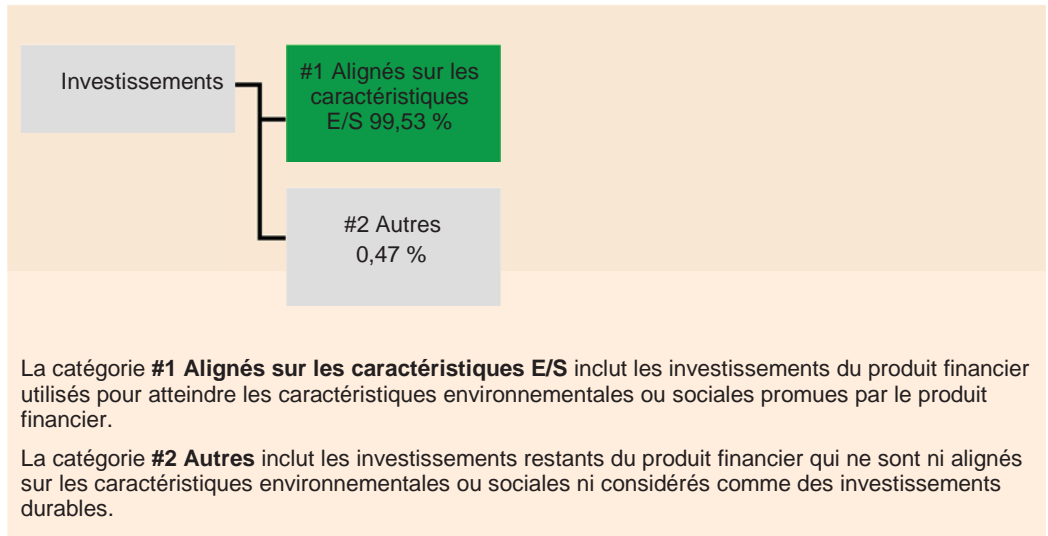 Investissements
#1 Alignés sur les
caractéristiques
E/S 99,53 %
#2 Autres
0,47 %
La catégorie #1 Alignés sur les caractéristiques E/S inclut les investissements du produit financier
utilisés pour atteindre les caractéristiques environnementales ou sociales promues par le produit
financier.
La catégorie #2 Autres inclut les investissements restants du produit financier qui ne sont ni alignés
sur les caractéristiques environnementales ou sociales ni considérés comme des investissements
durables.